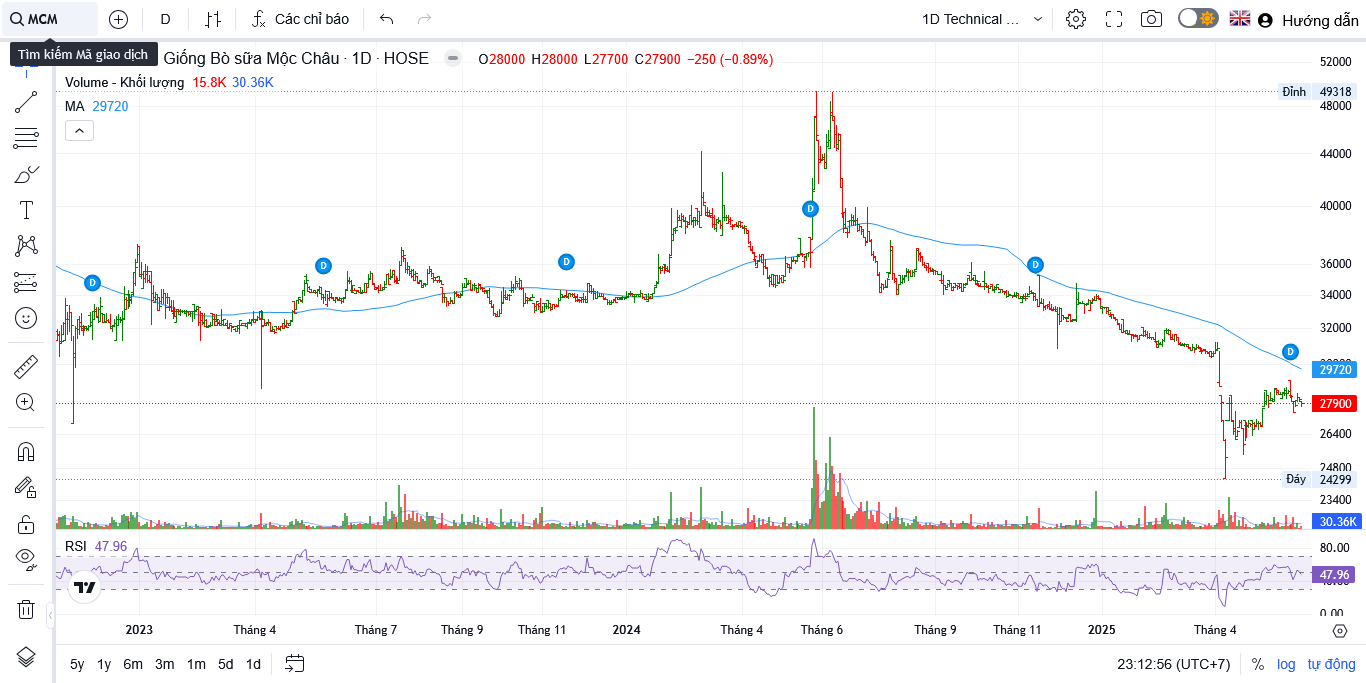 MCM D Các chỉ báo 1D Technical ... Hướng dẫn
Tìm kiếm Mã giao dịch
Giống Bò sữa Mộc Châu · 1D · HOSE O28000 H28000 L27700 C27900 −250 (−0.89%)
Volume - Khối lượng 15.8K 30.36K
MA 29720
52000
Đỉnh 49318
48000
44000
40000
36000
34000
32000
29720
27900
26400
24800
Đáy 24299
23400
30.36K
D
D
D
D
D
D
RSI 47.96
80.00
47.96
0.00
2023 Tháng 4 Tháng 7 Tháng 9 Tháng 11 2024 Tháng 4 Tháng 6 Tháng 9 Tháng 11 2025 Tháng 4
5y 1y 6m 3m 1m 5d 1d 23:12:56 (UTC+7) % log tự động